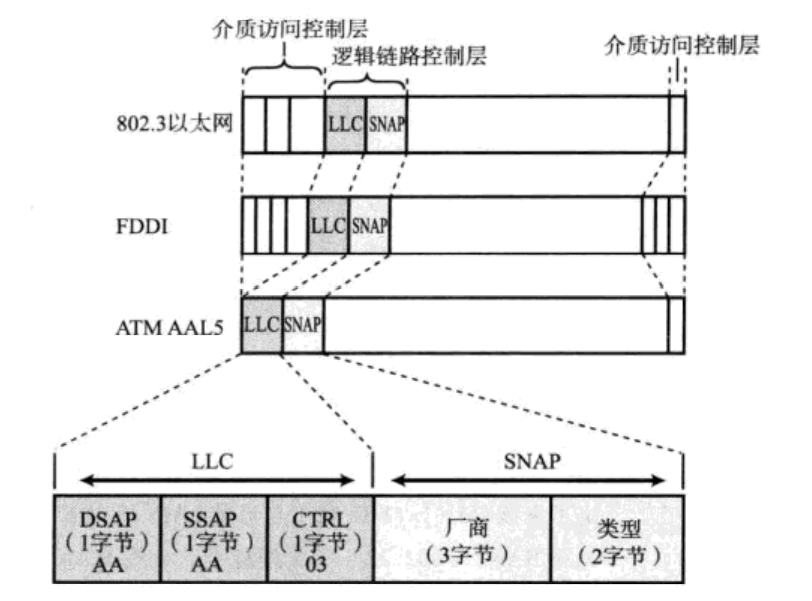 介质访问控制层
逻辑链路控制层
介质访问控制层
802.3以太网
LLC
SNAP
FDDI
LLC
SNAP
ATM AAL5
LLC
SNAP
LLC
SNAP
DSAP
(1字节)
AA
SSAP
(1字节)
AA
CTRL
(1字节)
03
厂商
(3字节)
类型
(2字节)